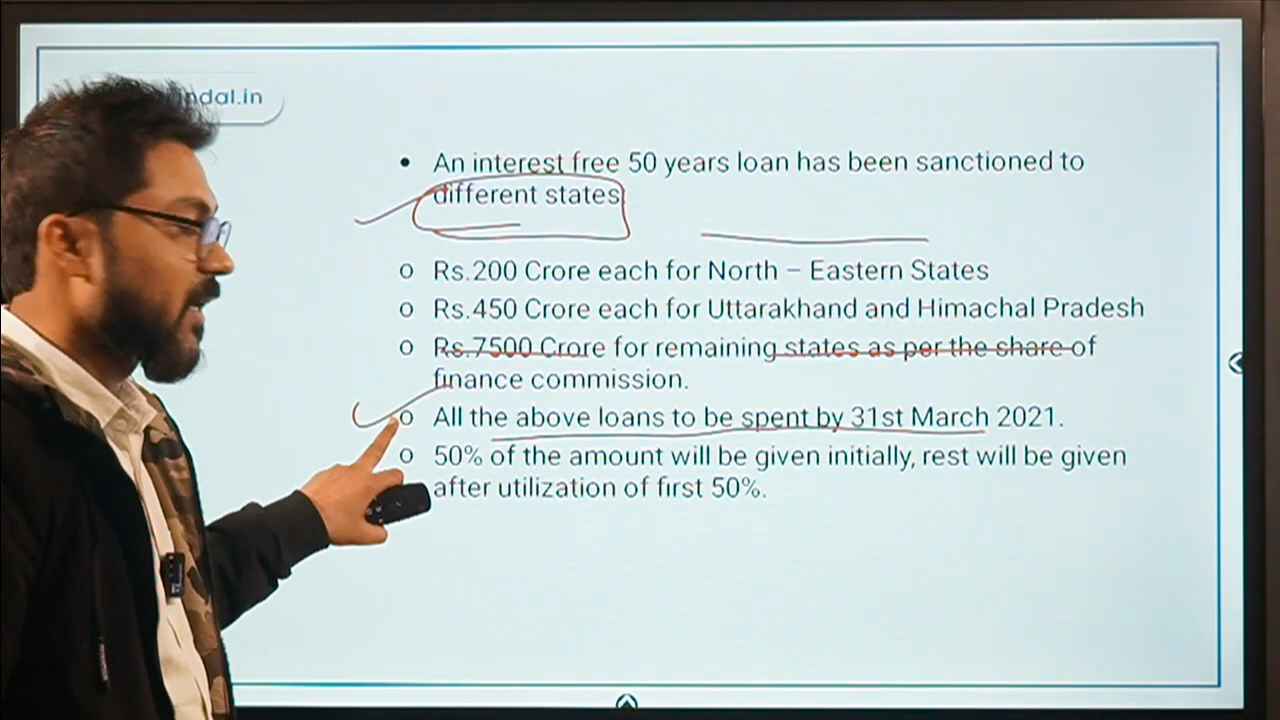 ndal.in
• An interest free 50 years loan has been sanctioned to
different states
o Rs.200 Crore each for North – Eastern States
o Rs.450 Crore each for Uttarakhand and Himachal Pradesh
o Rs.7500 Crore for remaining states as per the share of
finance commission.
o All the above loans to be spent by 31st March 2021.
o 50% of the amount will be given initially, rest will be given
after utilization of first 50%.